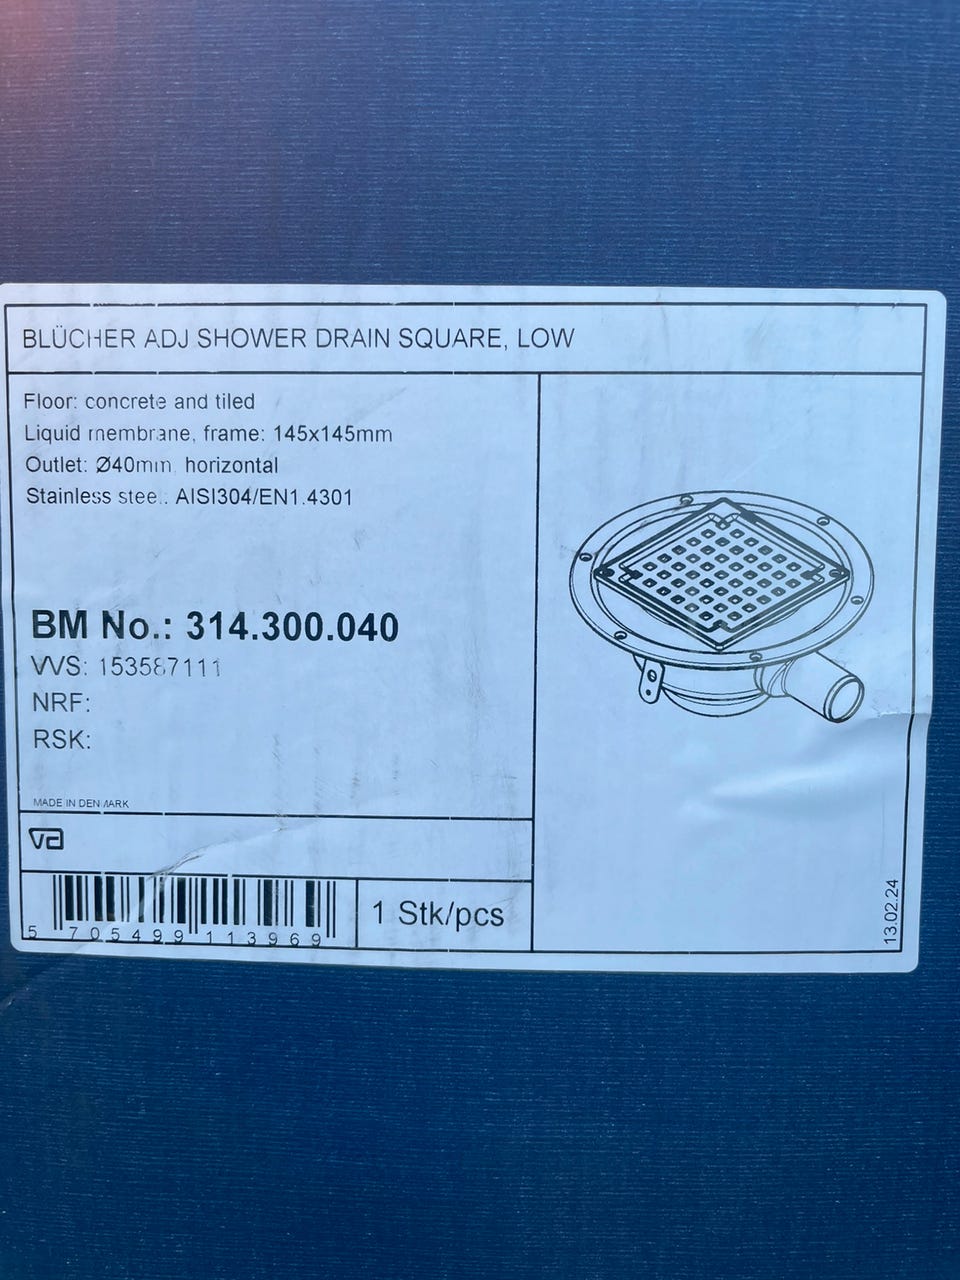 BLÜCHER ADJ SHOWER DRAIN SQUARE, LOW
Floor: concrete and tiled
Liquid membrane, frame: 145x145mm
Outlet: Ø40mm, horizontal
Stainless steel: AISI304/EN1.4301
BM No.: 314.300.040
VVS: 153587111
NRF:
RSK:
MADE IN DENMARK
va
5 705499 113969
1 Stk/pcs
13.02.24